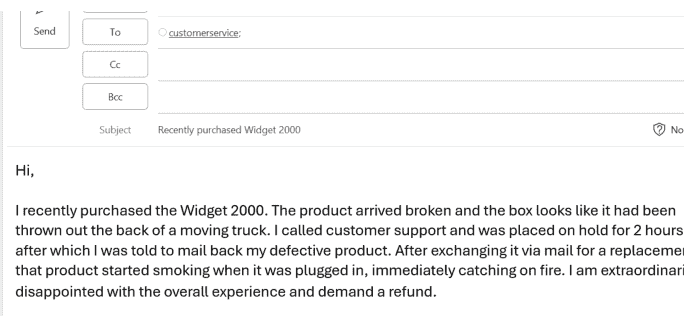 Send
To
customerservice;
Cc
Bcc
Subject
Recently purchased Widget 2000
No
Hi,
I recently purchased the Widget 2000. The product arrived broken and the box looks like it had been
thrown out the back of a moving truck. I called customer support and was placed on hold for 2 hours
after which I was told to mail back my defective product. After exchanging it via mail for a
that product started smoking when it was plugged in, immediately catching on fire. I am
disappointed with the overall experience and demand a refund.